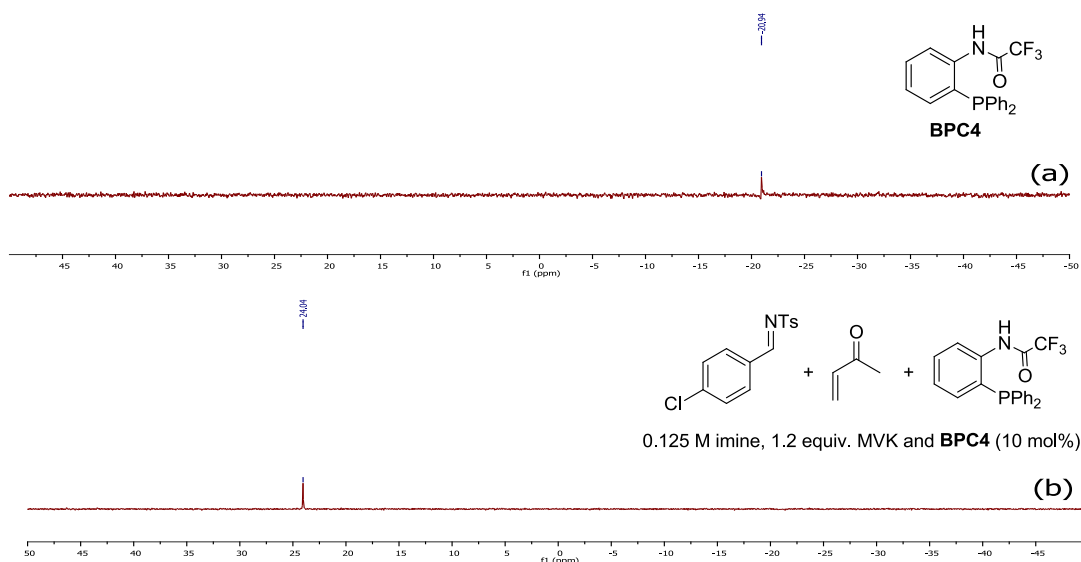 -20.94
H
N
CF3
O
PPh2
BPC4
(a)
45 40 35 30 25 20 15 10 5 0 -5 -10 -15 -20 -25 -30 -35 -40 -45 -50
f1 (ppm)
24.04
NTs
Cl
+
O
+
H
N
CF3
O
PPh2
0.125 M imine, 1.2 equiv. MVK and BPC4 (10 mol%)
(b)
50 45 40 35 30 25 20 15 10 5 0 -5 -10 -15 -20 -25 -30 -35 -40 -45
f1 (ppm)